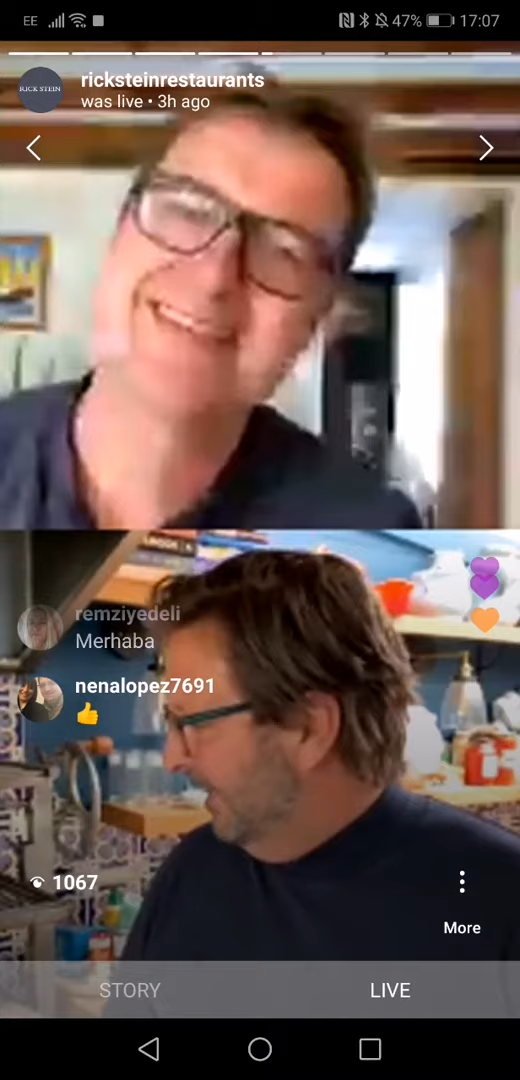 EE
47%
17:07
RICK STEIN
ricksteinrestaurants
was live • 3h ago
remziyedeli
Merhaba
nenalopez7691
👍
1067
More
STORY
LIVE